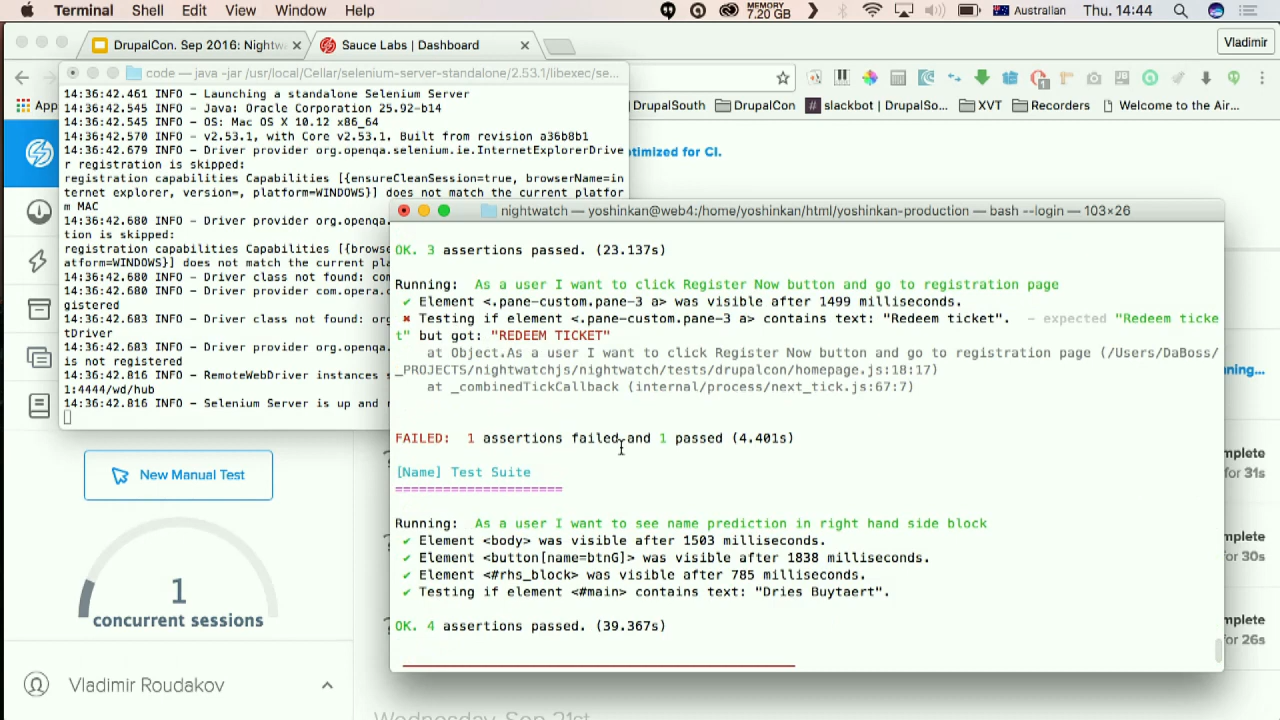 Terminal Shell Edit View Window Help MEMORY 7.20 GB Australian Thu. 14:44
DrupalCon. Sep 2016: Nightw Sauce Labs | Dashboard Vladimir
code — java -jar /usr/local/Cellar/selenium-server-standalone/2.53.1/libexec/se...
App DrupalSouth DrupalCon slackbot | DrupalSo... XVT Recorders Welcome to the Air...
14:36:42.461 INFO - Launching a standalone Selenium Server
14:36:42.545 INFO - Java: Oracle Corporation 25.92-b14
14:36:42.545 INFO - OS: Mac OS X 10.12 x86_64
14:36:42.570 INFO - v2.53.1, with Core v2.53.1. Built from revision a36b8b1
14:36:42.679 INFO - Driver provider org.openqa.selenium.ie.InternetExplorerDrive
r registration is skipped:
registration capabilities Capabilities [{ensureCleanSession=true, browserName=in
ternet explorer, version=, platform=WINDOWS}] does not match the current platfor
m MAC
14:36:42.680 INFO - Driver provider org.openqa
tion is skipped:
registration capabilities Capabilities [{browse
atform=WINDOWS}] does not match the current pla
14:36:42.680 INFO - Driver class not found: com
14:36:42.680 INFO - Driver provider com.opera.c
gistered
14:36:42.683 INFO - Driver class not found: org
tDriver
14:36:42.683 INFO - Driver provider org.openqa
is not registered
14:36:42.816 INFO - RemoteWebDriver instances s
1:4444/wd/hub
14:36:42.816 INFO - Selenium Server is up and r
timized for CI.
nightwatch — yoshinkan@web4:/home/yoshinkan/html/yoshinkan-production — bash --login — 103×26
OK. 3 assertions passed. (23.137s)
Running: As a user I want to click Register Now button and go to registration page
✔ Element <.pane-custom.pane-3 a> was visible after 1499 milliseconds.
✖ Testing if element <.pane-custom.pane-3 a> contains text: "Redeem ticket". - expected "Redeem ticke
t" but got: "REDEEM TICKET"
at Object.As a user I want to click Register Now button and go to registration page (/Users/DaBoss/
_PROJECTS/nightwatchjs/nightwatch/tests/drupalcon/homepage.js:18:17)
at _combinedTickCallback (internal/process/next_tick.js:67:7)
FAILED: 1 assertions failed and 1 passed (4.401s)
[Name] Test Suite
=====================
Running: As a user I want to see name prediction in right hand side block
✔ Element <body> was visible after 1503 milliseconds.
✔ Element <button[name=btnG]> was visible after 1838 milliseconds.
✔ Element <#rhs_block> was visible after 785 milliseconds.
✔ Testing if element <#main> contains text: "Dries Buytaert".
OK. 4 assertions passed. (39.367s)
nning...
mplete
for 31s
mplete
for 30s
mplete
for 26s
New Manual Test
1
concurrent sessions
Vladimir Roudakov
Wednesday, Sep 21st